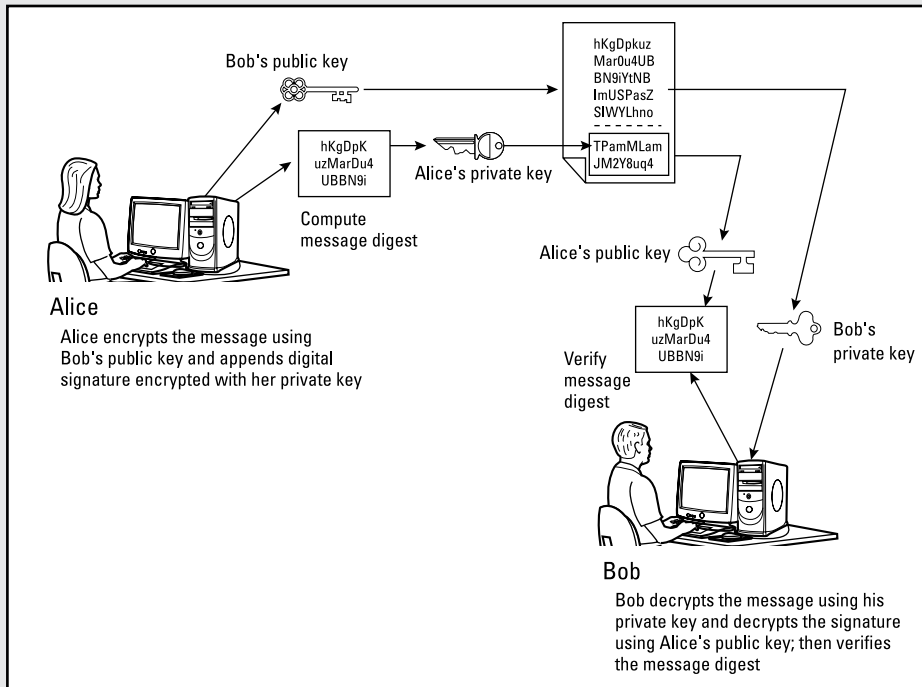 Bob's public key
hKgDpkuz
Mar0u4UB
BN9iYtNB
ImUSPasZ
SIWYLhno
TPamMLam
JM2Y8uq4
hKgDpK
uzMarDu4
UBBN9i
Alice's private key
Compute
message digest
Alice's public key
Alice
Alice encrypts the message using
Bob's public key and appends digital
signature encrypted with her private key
hKgDpK
uzMarDu4
UBBN9i
Verify
message
digest
Bob's
private key
Bob
Bob decrypts the message using his
private key and decrypts the signature
using Alice's public key; then verifies
the message digest